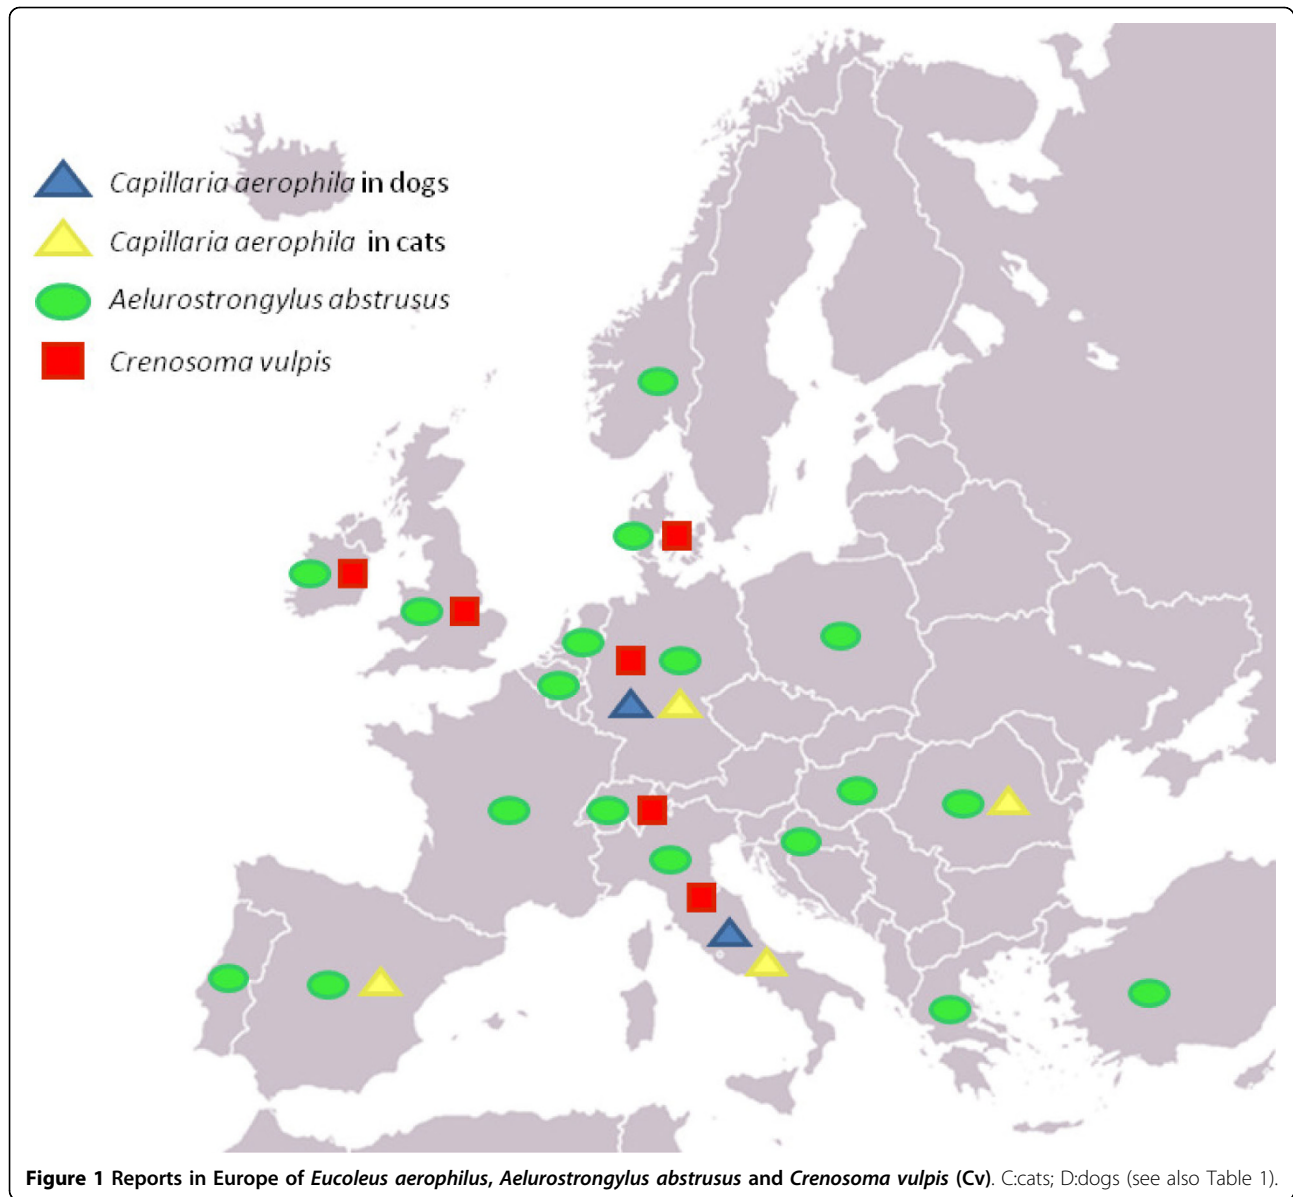 Capillaria aerophila in dogs
Capillaria aerophila in cats
Aelurostrongylus abstrusus
Crenosoma vulpis
Figure 1 Reports in Europe of Eucoleus aerophilus, Aelurostrongylus abstrusus and Crenosoma vulpis (Cv). C:cats; D:dogs (see also Table 1).